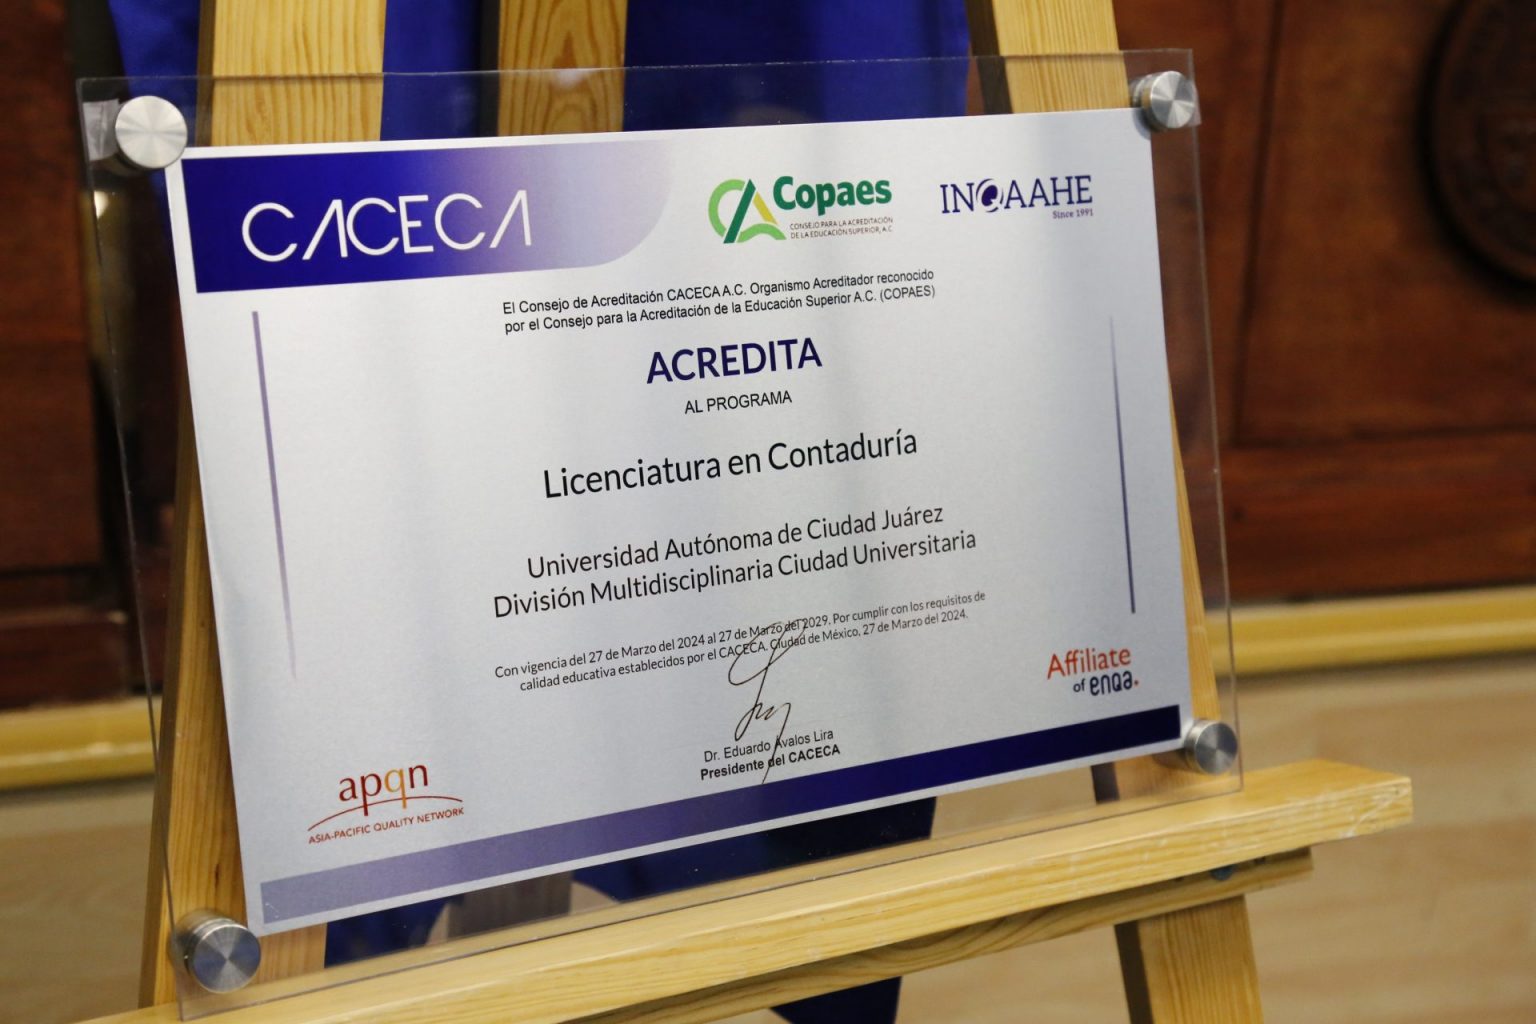 CACECA
Copaes
CONSEJO PARA LA ACREDITACIÓN
DE LA EDUCACIÓN SUPERIOR, A.C.
INQAAHE
Since 1991
El Consejo de Acreditación CACECA A.C. Organismo Acreditador reconocido
por el Consejo para la Acreditación de la Educación Superior A.C. (COPAES)
ACREDITA
AL PROGRAMA
Licenciatura en Contaduría
Universidad Autónoma de Ciudad Juárez
División Multidisciplinaria Ciudad Universitaria
Con vigencia del 27 de Marzo del 2024 al 27 de Marzo del 2029. Por cumplir con los requisitos de
calidad educativa establecidos por el CACECA. Ciudad de México, 27 de Marzo del 2024.
Affiliate
of enqa.
Dr. Eduardo Ávalos Lira
Presidente del CACECA
apqn
ASIA-PACIFIC QUALITY NETWORK